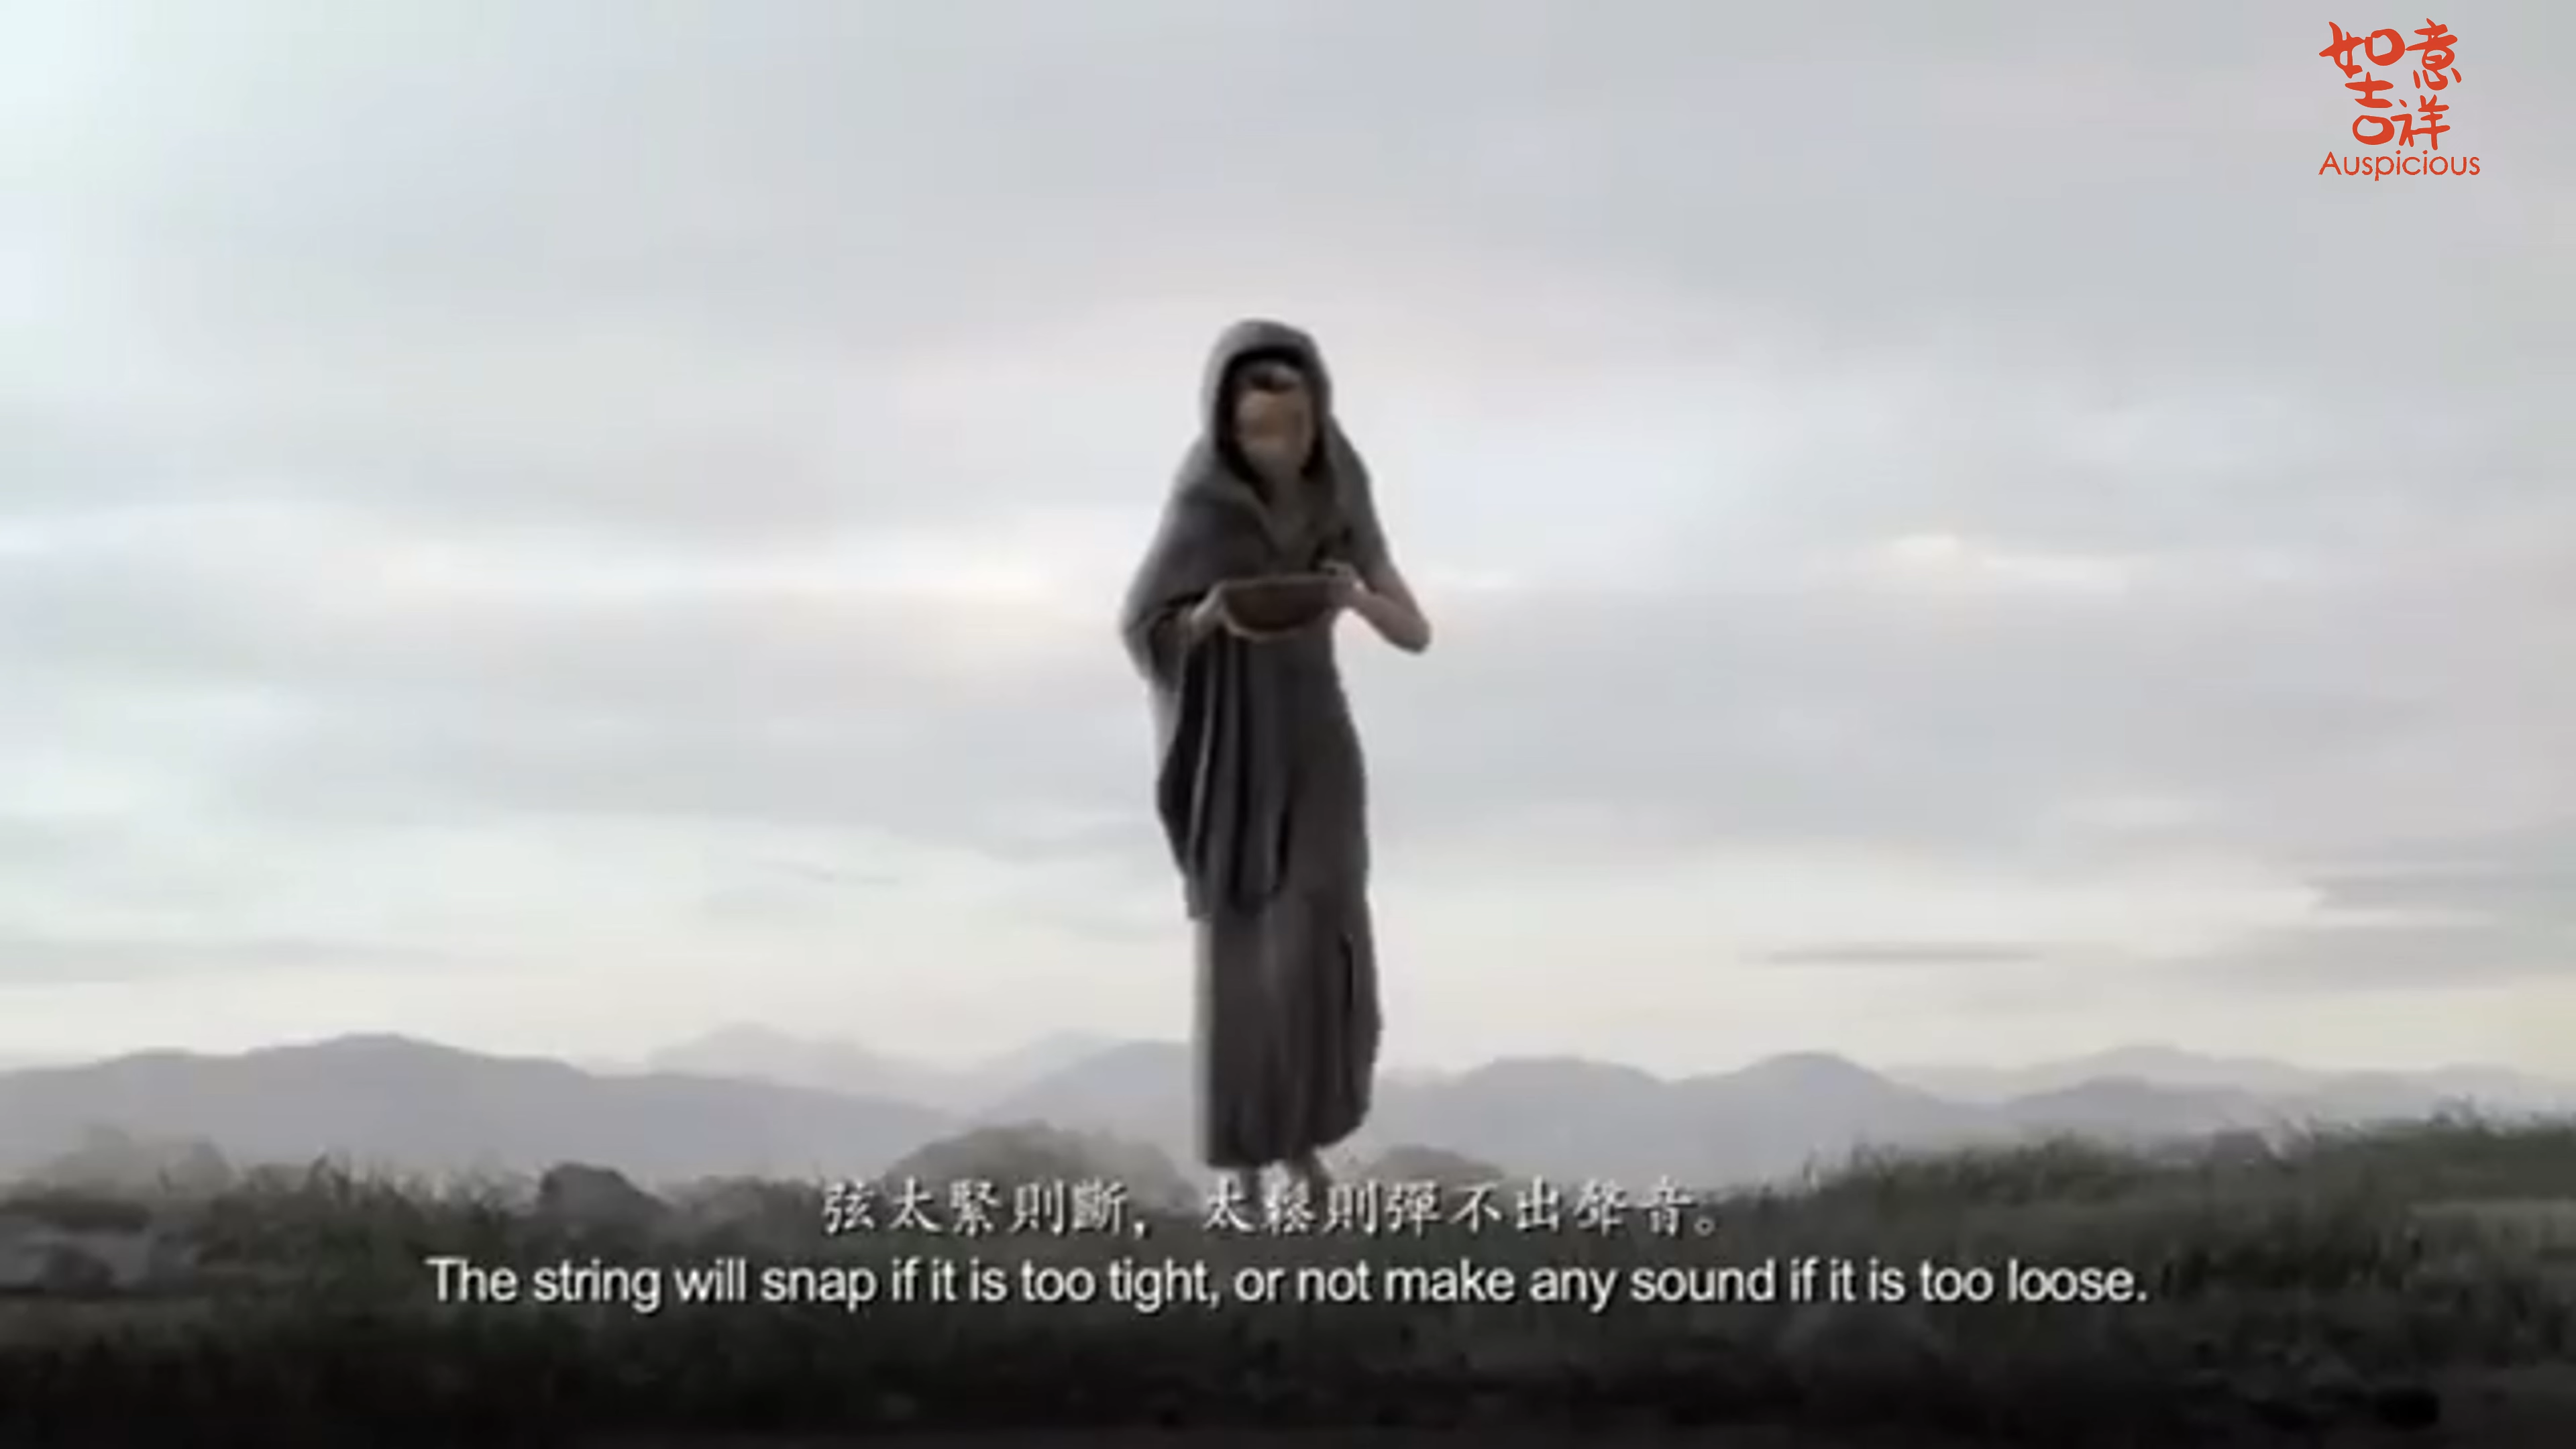 如意
吉祥
Auspicious
弦太緊則斷，太鬆則彈不出聲音。
The string will snap if it is too tight, or not make any sound if it is too loose.